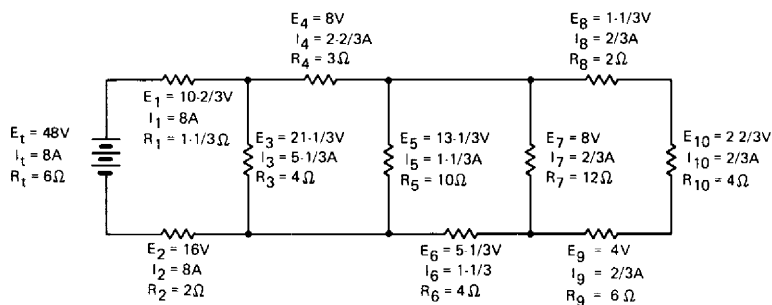 E4 = 8V
I4 = 2-2/3A
R4 = 3Ω
E8 = 1-1/3V
I8 = 2/3A
R8 = 2Ω
E1 = 10-2/3V
I1 = 8A
R1 = 1-1/3Ω
Et = 48V
It = 8A
Rt = 6Ω
E3 = 21-1/3V
I3 = 5-1/3A
R3 = 4Ω
E5 = 13-1/3V
I5 = 1-1/3A
R5 = 10Ω
E7 = 8V
I7 = 2/3A
R7 = 12Ω
E10 = 2 2/3V
I10 = 2/3A
R10 = 4Ω
E2 = 16V
I2 = 8A
R2 = 2Ω
E6 = 5-1/3V
I6 = 1-1/3
R6 = 4Ω
E9 = 4V
I9 = 2/3A
R9 = 6Ω